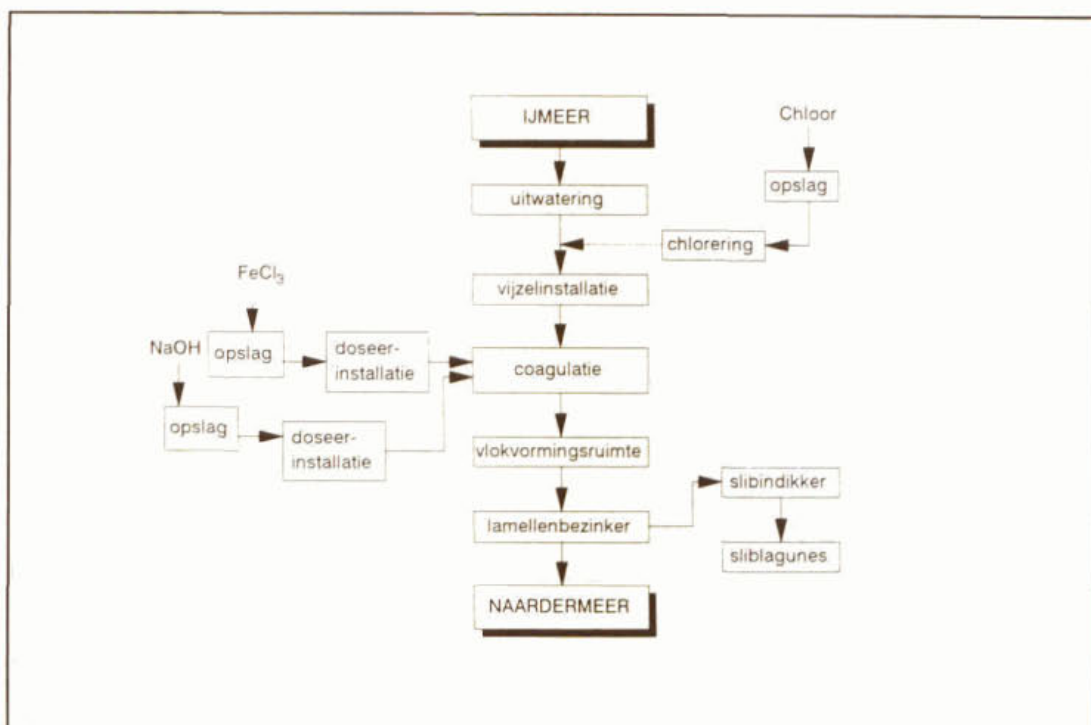 IJMEER
Chloor
opslag
uitwatering
chlorering
FeCl₃
vijzelinstallatie
NaOH
opslag
doseer-
installatie
coagulatie
opslag
doseer-
installatie
vlokvormingsruimte
slibindikker
lamellenbezinker
sliblagunes
NAARDERMEER